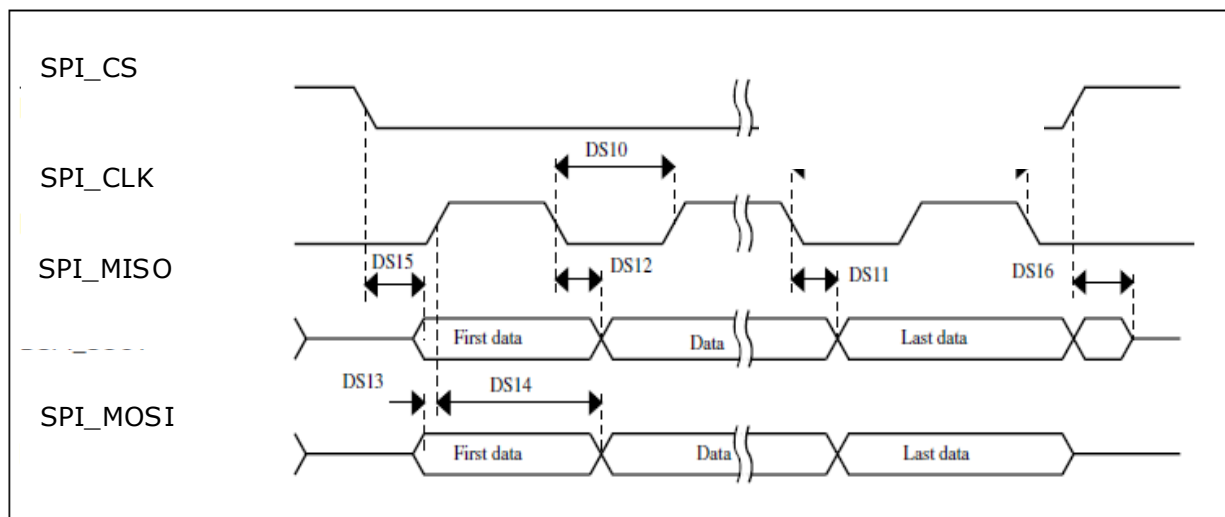 SPI_CS
DS10
SPI_CLK
SPI_MISO
DS15
DS12
DS11
DS16
First data
Data
Last data
DS13
DS14
SPI_MOSI
First data
Data
Last data